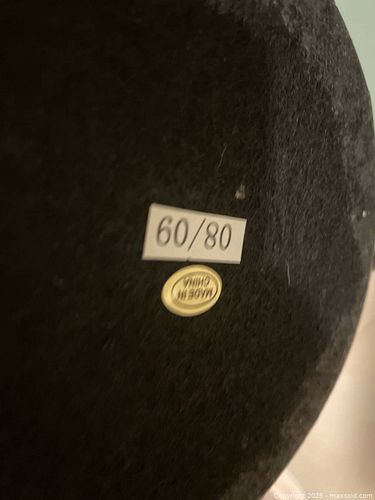 60/80
MADE IN
CHINA
Copyright 2025 - maxsold.com